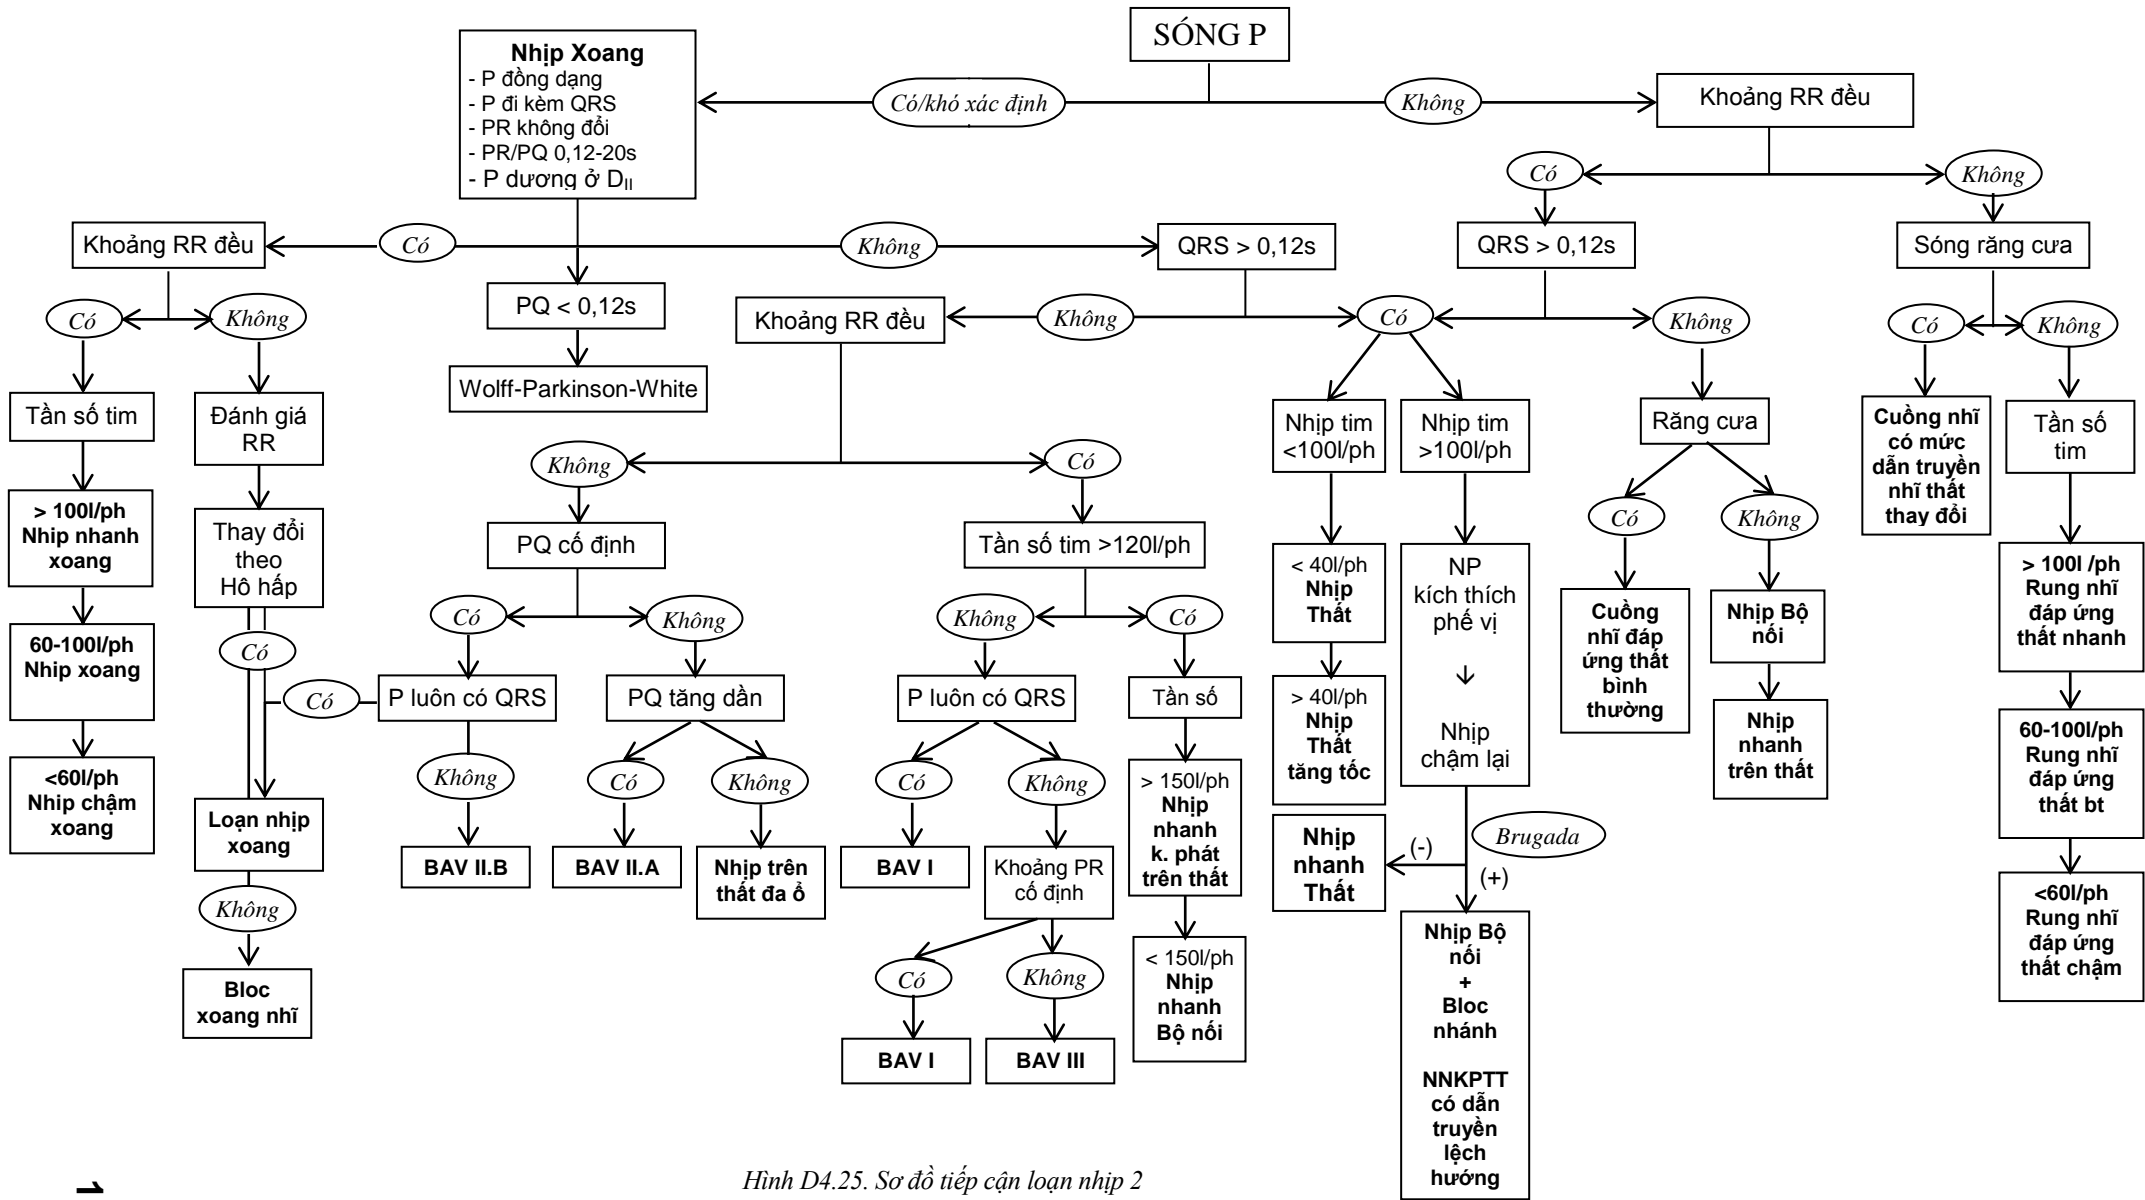 SÓNG P
Nhịp Xoang
- P đồng dạng
- P đi kèm QRS
- PR không đổi
- PR/PQ 0,12-20s
- P dương ở DII
Có/khó xác định
Không
Khoảng RR đều
Có
Không
Khoảng RR đều
Có
Không
QRS > 0,12s
QRS > 0,12s
Sóng răng cưa
Có
Không
PQ < 0,12s
Khoảng RR đều
Không
Có
Không
Có
Không
Wolff-Parkinson-White
Tần số tim
Đánh giá
RR
Nhịp tim
<100l/ph
Nhịp tim
>100l/ph
Răng cưa
Cuồng nhĩ
có mức
dẫn truyền
nhĩ thất
thay đổi
Tần số
tim
Không
Có
> 100l/ph
Nhip nhanh
xoang
Thay đổi
theo
Hô hấp
PQ cố định
Tần số tim >120l/ph
Có
Không
< 40l/ph
Nhịp
Thất
NP
kích thích
phế vị
↓
Nhịp
chậm lại
> 100l /ph
Rung nhĩ
đáp ứng
thất nhanh
Có
Không
Không
Có
Cuồng
nhĩ đáp
ứng thất
bình
thường
Nhịp Bộ
nối
60-100l/ph
Nhip xoang
Có
Có
P luôn có QRS
PQ tăng dần
P luôn có QRS
Tần số
> 40l/ph
Nhịp
Thất
tăng tốc
Nhịp
nhanh
trên thất
60-100l/ph
Rung nhĩ
đáp ứng
thất bt
<60l/ph
Nhip chậm
xoang
Không
Có
Không
Có
Không
> 150l/ph
Nhịp
nhanh
k. phát
trên thất
Loạn nhịp
xoang
Nhịp
nhanh
Thất
(-)
Brugada
(+)
BAV II.B
BAV II.A
Nhịp trên
thất đa ổ
BAV I
Khoảng PR
cố định
<60l/ph
Rung nhĩ
đáp ứng
thất chậm
Không
Nhịp Bộ
nối
+
Bloc
nhánh
NNKPTT
có dẫn
truyền
lệch
hướng
< 150l/ph
Nhịp
nhanh
Bộ nối
Có
Không
Bloc
xoang nhĩ
BAV I
BAV III
Hình D4.25. Sơ đồ tiếp cận loạn nhịp 2
1